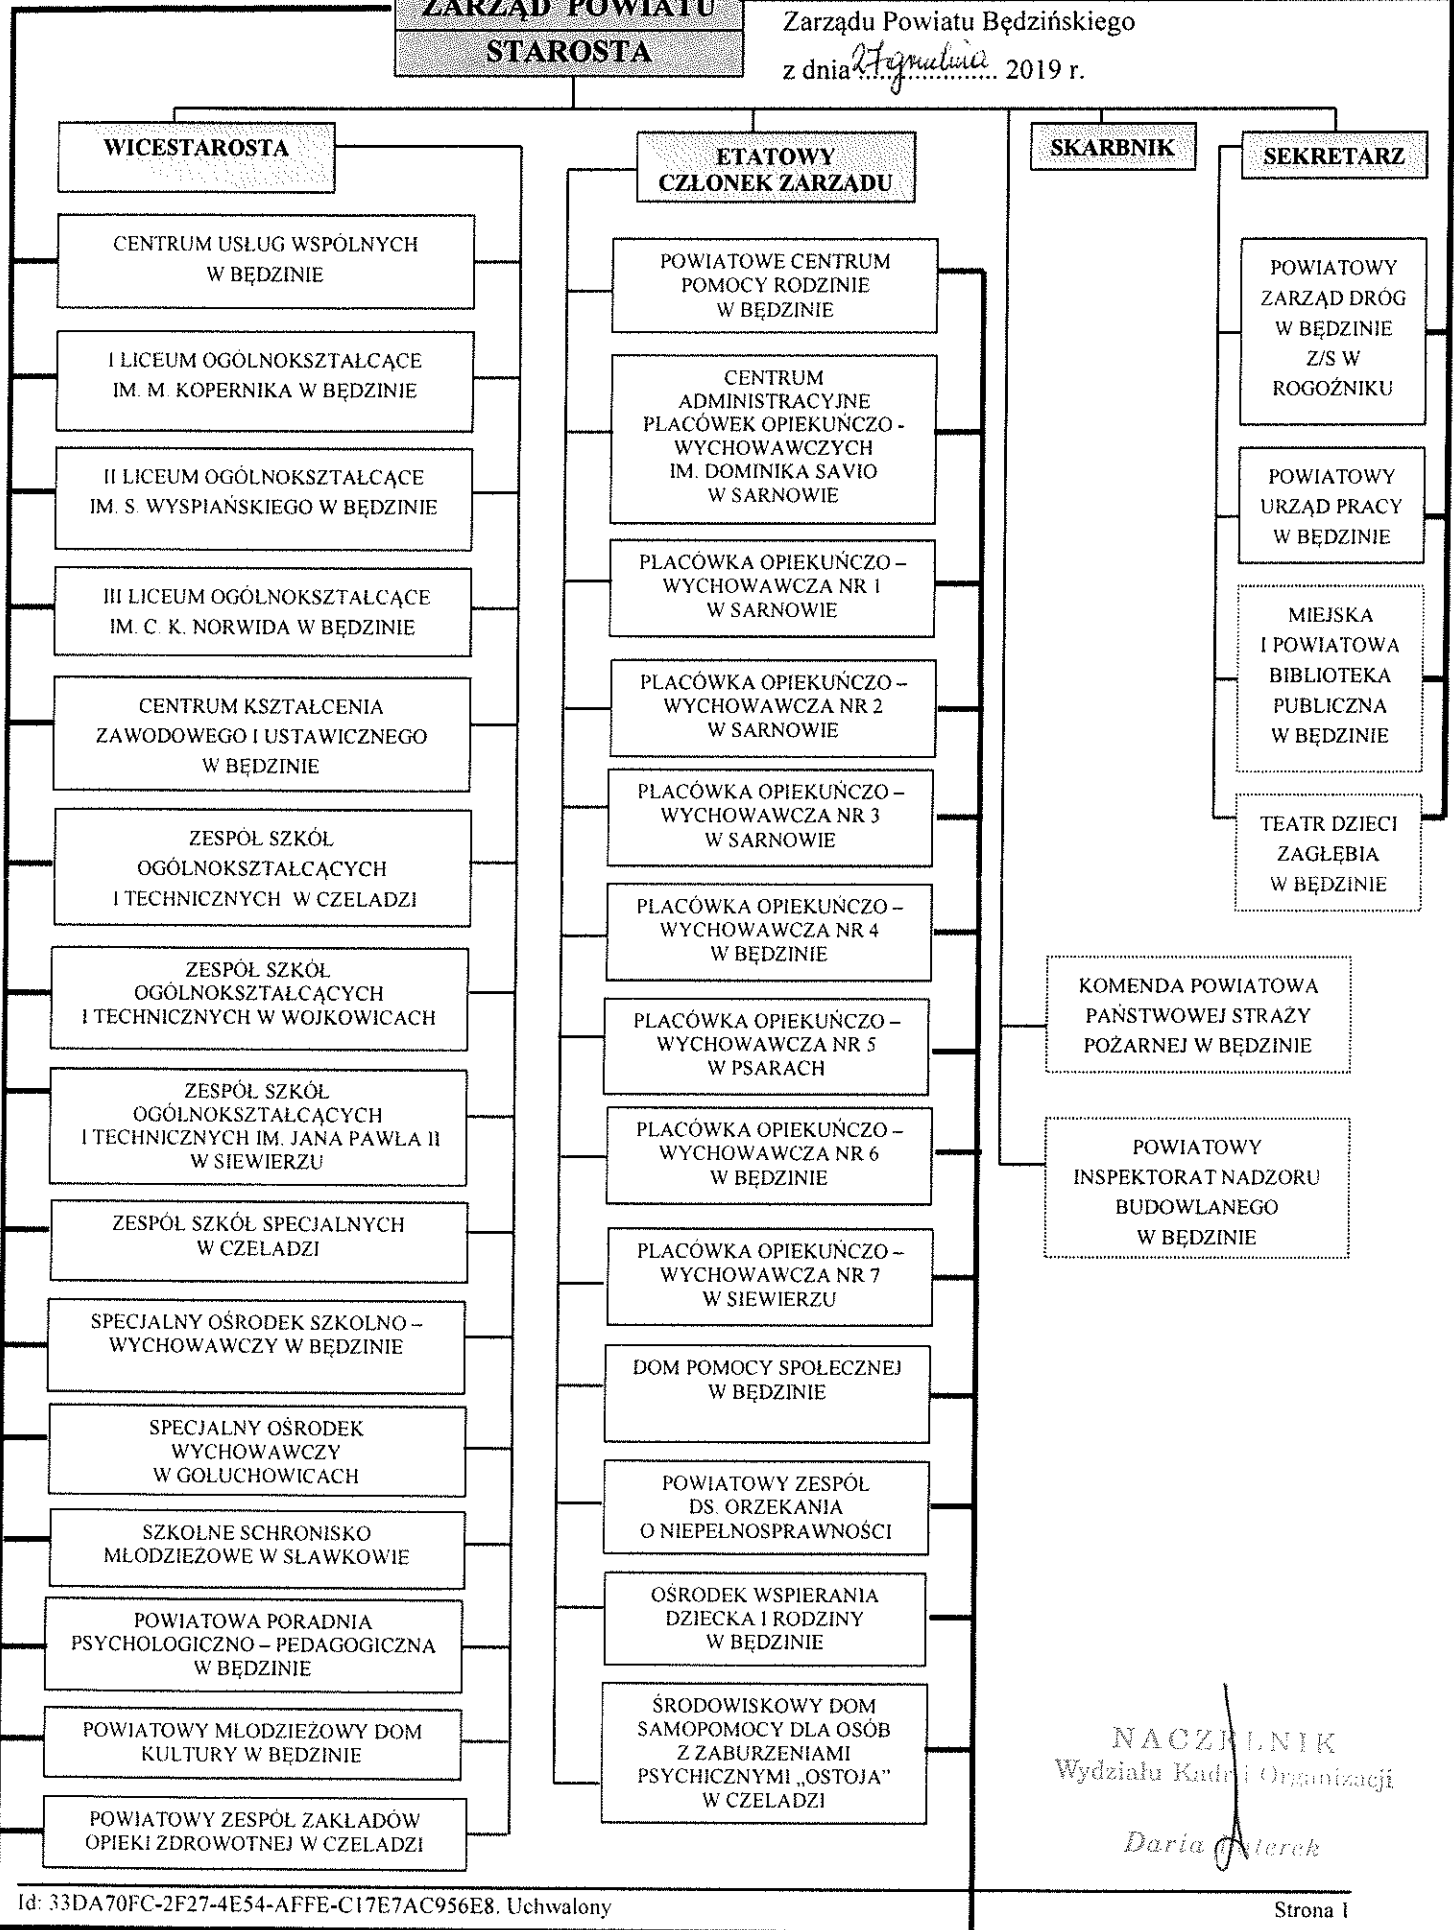 ZARZĄD POWIATU
STAROSTA
Zarządu Powiatu Będzińskiego
z dnia 27 grudnia 2019 r.
WICESTAROSTA
CENTRUM USŁUG WSPÓLNYCH
W BĘDZINIE
I LICEUM OGÓLNOKSZTAŁCĄCE
IM. M. KOPERNIKA W BĘDZINIE
II LICEUM OGÓLNOKSZTAŁCĄCE
IM. S. WYSPIAŃSKIEGO W BĘDZINIE
III LICEUM OGÓLNOKSZTAŁCĄCE
IM. C. K. NORWIDA W BĘDZINIE
CENTRUM KSZTAŁCENIA
ZAWODOWEGO I USTAWICZNEGO
W BĘDZINIE
ZESPÓŁ SZKÓŁ
OGÓLNOKSZTAŁCĄCYCH
I TECHNICZNYCH W CZELADZI
ZESPÓŁ SZKÓŁ
OGÓLNOKSZTAŁCĄCYCH
I TECHNICZNYCH W WOJKOWICACH
ZESPÓŁ SZKÓŁ
OGÓLNOKSZTAŁCĄCYCH
I TECHNICZNYCH IM. JANA PAWŁA II
W SIEWIERZU
ZESPÓŁ SZKÓŁ SPECJALNYCH
W CZELADZI
SPECJALNY OŚRODEK SZKOLNO –
WYCHOWAWCZY W BĘDZINIE
SPECJALNY OŚRODEK
WYCHOWAWCZY
W GOŁUCHOWICACH
SZKOLNE SCHRONISKO
MŁODZIEŻOWE W SŁAWKOWIE
POWIATOWA PORADNIA
PSYCHOLOGICZNO – PEDAGOGICZNA
W BĘDZINIE
POWIATOWY MŁODZIEŻOWY DOM
KULTURY W BĘDZINIE
POWIATOWY ZESPÓŁ ZAKŁADÓW
OPIEKI ZDROWOTNEJ W CZELADZI
ETATOWY
CZŁONEK ZARZĄDU
POWIATOWE CENTRUM
POMOCY RODZINIE
W BĘDZINIE
CENTRUM
ADMINISTRACYJNE
PLACÓWEK OPIEKUŃCZO -
WYCHOWAWCZYCH
IM. DOMINIKA SAVIO
W SARNOWIE
PLACÓWKA OPIEKUŃCZO –
WYCHOWAWCZA NR 1
W SARNOWIE
PLACÓWKA OPIEKUŃCZO –
WYCHOWAWCZA NR 2
W SARNOWIE
PLACÓWKA OPIEKUŃCZO –
WYCHOWAWCZA NR 3
W SARNOWIE
PLACÓWKA OPIEKUŃCZO –
WYCHOWAWCZA NR 4
W BĘDZINIE
PLACÓWKA OPIEKUŃCZO –
WYCHOWAWCZA NR 5
W PSARACH
PLACÓWKA OPIEKUŃCZO –
WYCHOWAWCZA NR 6
W BĘDZINIE
PLACÓWKA OPIEKUŃCZO –
WYCHOWAWCZA NR 7
W SIEWIERZU
DOM POMOCY SPOŁECZNEJ
W BĘDZINIE
POWIATOWY ZESPÓŁ
DS. ORZEKANIA
O NIEPEŁNOSPRAWNOŚCI
OŚRODEK WSPIERANIA
DZIECKA I RODZINY
W BĘDZINIE
ŚRODOWISKOWY DOM
SAMOPOMOCY DLA OSÓB
Z ZABURZENIAMI
PSYCHICZNYMI „OSTOJA”
W CZELADZI
SKARBNIK
SEKRETARZ
POWIATOWY
ZARZĄD DRÓG
W BĘDZINIE
Z/S W
ROGOŹNIKU
POWIATOWY
URZĄD PRACY
W BĘDZINIE
MIEJSKA
I POWIATOWA
BIBLIOTEKA
PUBLICZNA
W BĘDZINIE
TEATR DZIECI
ZAGŁĘBIA
W BĘDZINIE
KOMENDA POWIATOWA
PAŃSTWOWEJ STRAŻY
POŻARNEJ W BĘDZINIE
POWIATOWY
INSPEKTORAT NADZORU
BUDOWLANEGO
W BĘDZINIE
NACZELNIK
Wydziału Kadr i Organizacji
Daria
Id: 33DA70FC-2F27-4E54-AFFE-C17E7AC956E8. Uchwalony
Strona 1